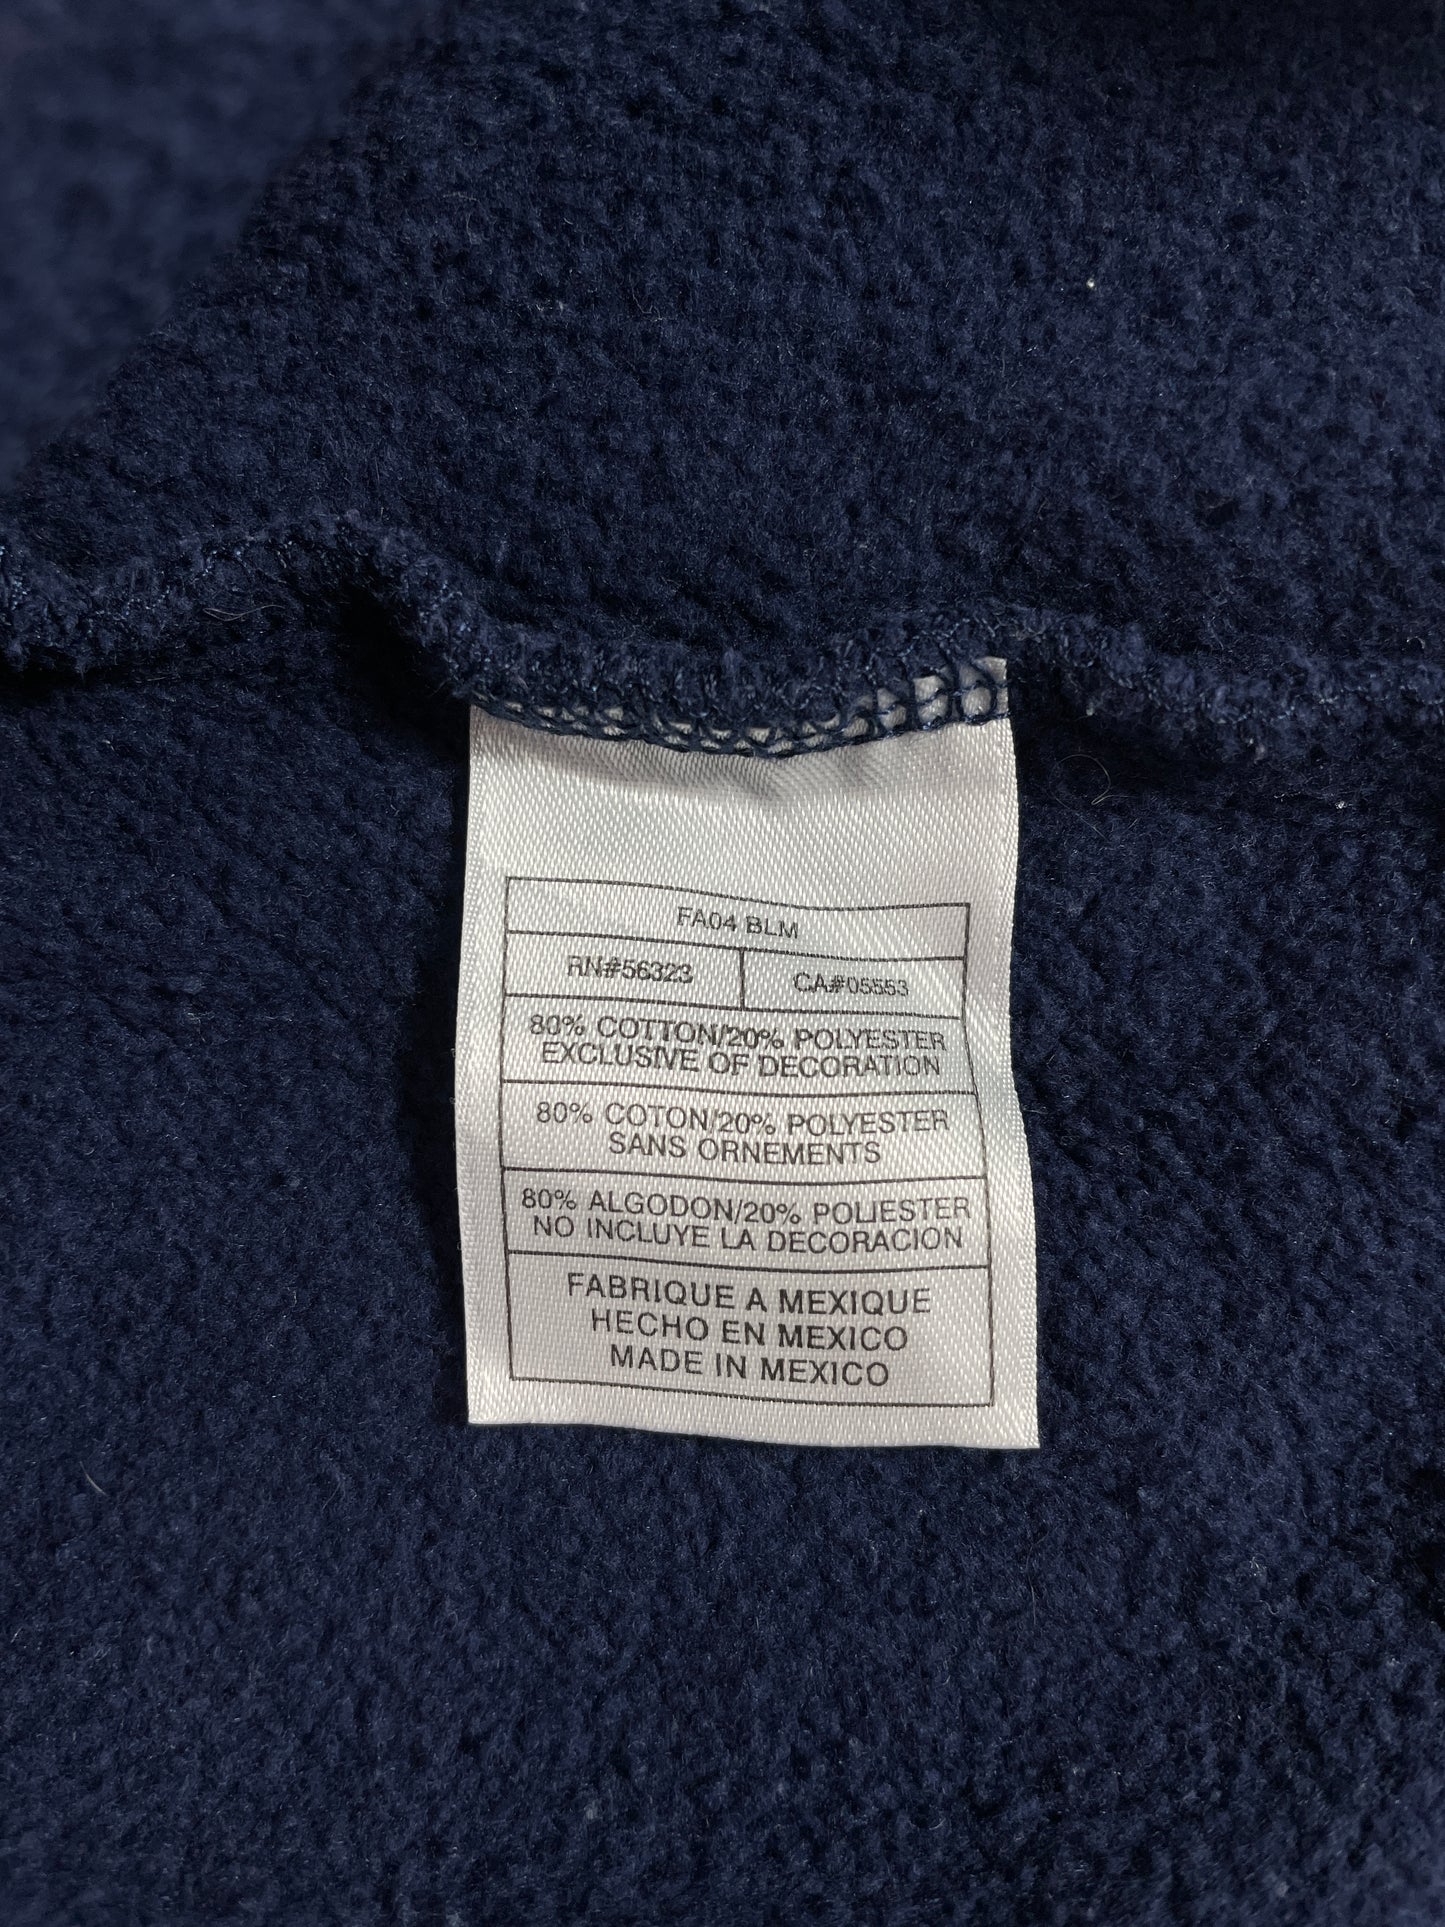 FA04 BLM
RN#56323
CA#05553
80% COTTON/20% POLYESTER
EXCLUSIVE OF DECORATION
80% COTON/20% POLYESTER
SANS ORNEMENTS
80% ALGODON/20% POLIESTER
NO INCLUYE LA DECORACION
FABRIQUE A MEXIQUE
HECHO EN MEXICO
MADE IN MEXICO